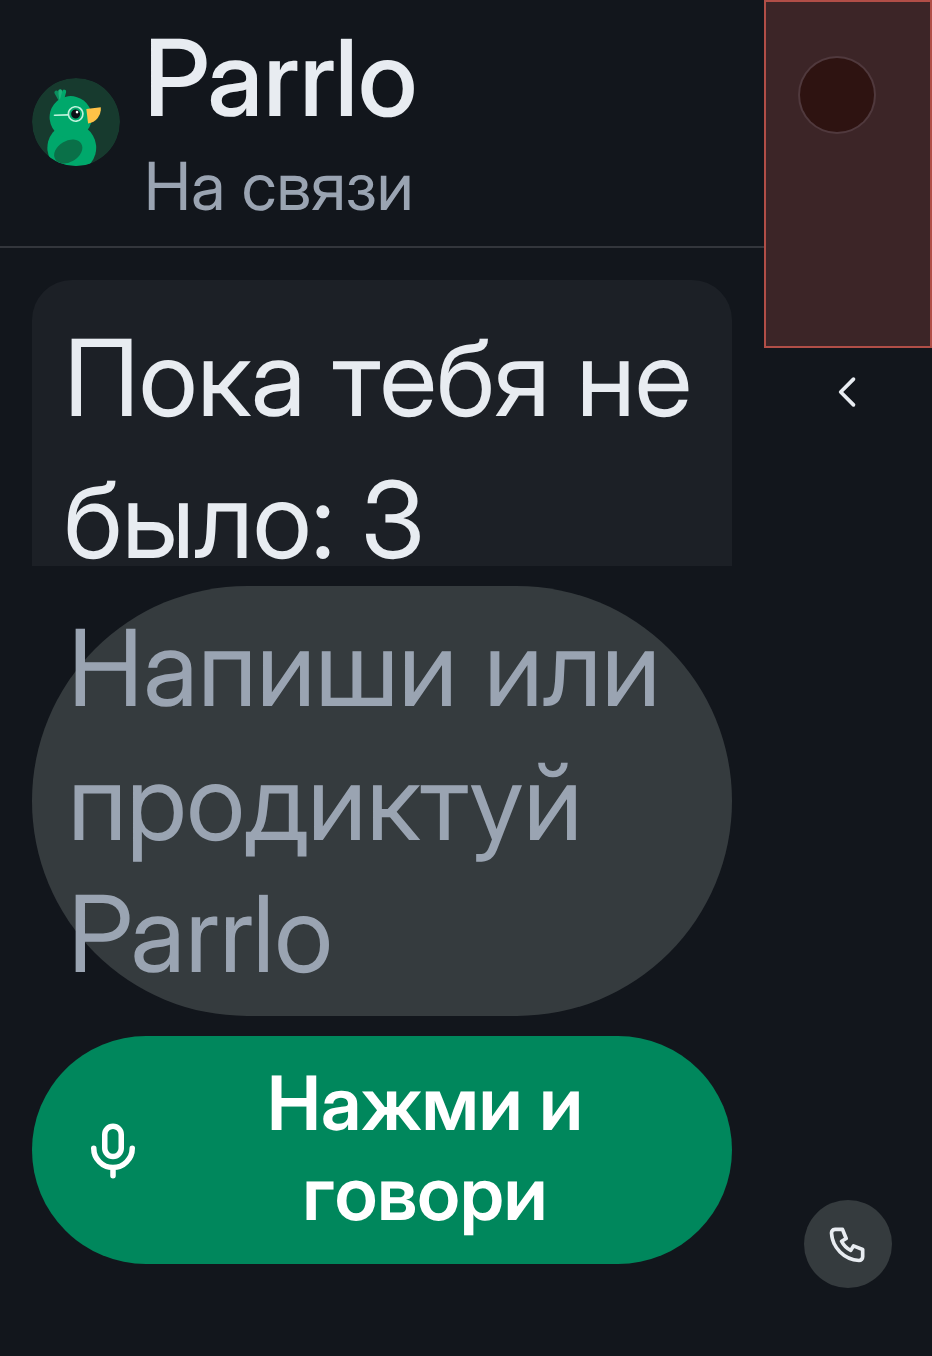 Parrlo
На связи
Пока тебя не
было: 3
Напиши или
продиктуй
Parrlo
Нажми и
говори